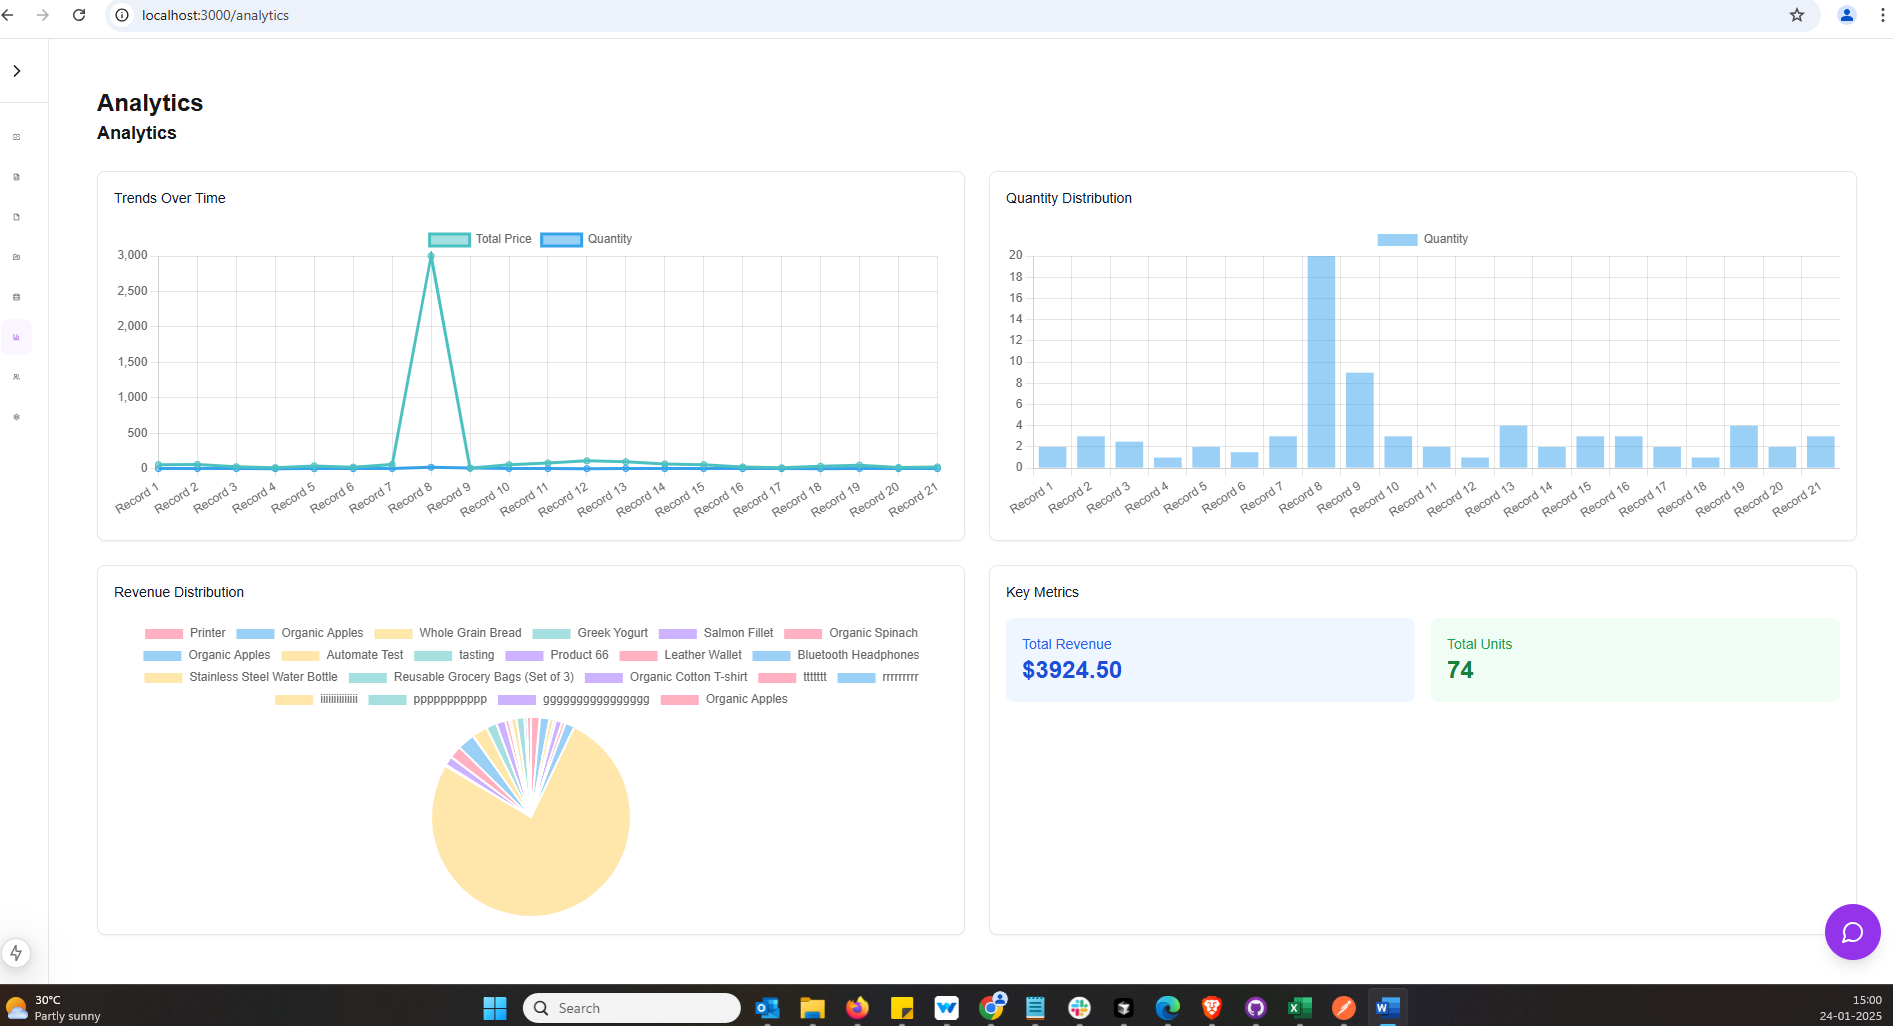 localhost:3000/analytics
Analytics
Analytics
Trends Over Time
Total Price Quantity
3,000
2,500
2,000
1,500
1,000
500
0
Record 1 Record 2 Record 3 Record 4 Record 5 Record 6 Record 7 Record 8 Record 9 Record 10 Record 11 Record 12 Record 13 Record 14 Record 15 Record 16 Record 17 Record 18 Record 19 Record 20 Record 21
Quantity Distribution
Quantity
20
18
16
14
12
10
8
6
4
2
0
Record 1 Record 2 Record 3 Record 4 Record 5 Record 6 Record 7 Record 8 Record 9 Record 10 Record 11 Record 12 Record 13 Record 14 Record 15 Record 16 Record 17 Record 18 Record 19 Record 20 Record 21
Revenue Distribution
Printer Organic Apples Whole Grain Bread Greek Yogurt Salmon Fillet Organic Spinach
Organic Apples Automate Test tasting Product 66 Leather Wallet Bluetooth Headphones
Stainless Steel Water Bottle Reusable Grocery Bags (Set of 3) Organic Cotton T-shirt ttttttt rrrrrrrrr
iiiiiiiiiiiiii ppppppppppp gggggggggggggggg Organic Apples
Key Metrics
Total Revenue
$3924.50
Total Units
74
30°C
Partly sunny
Search
15:00
24-01-2025